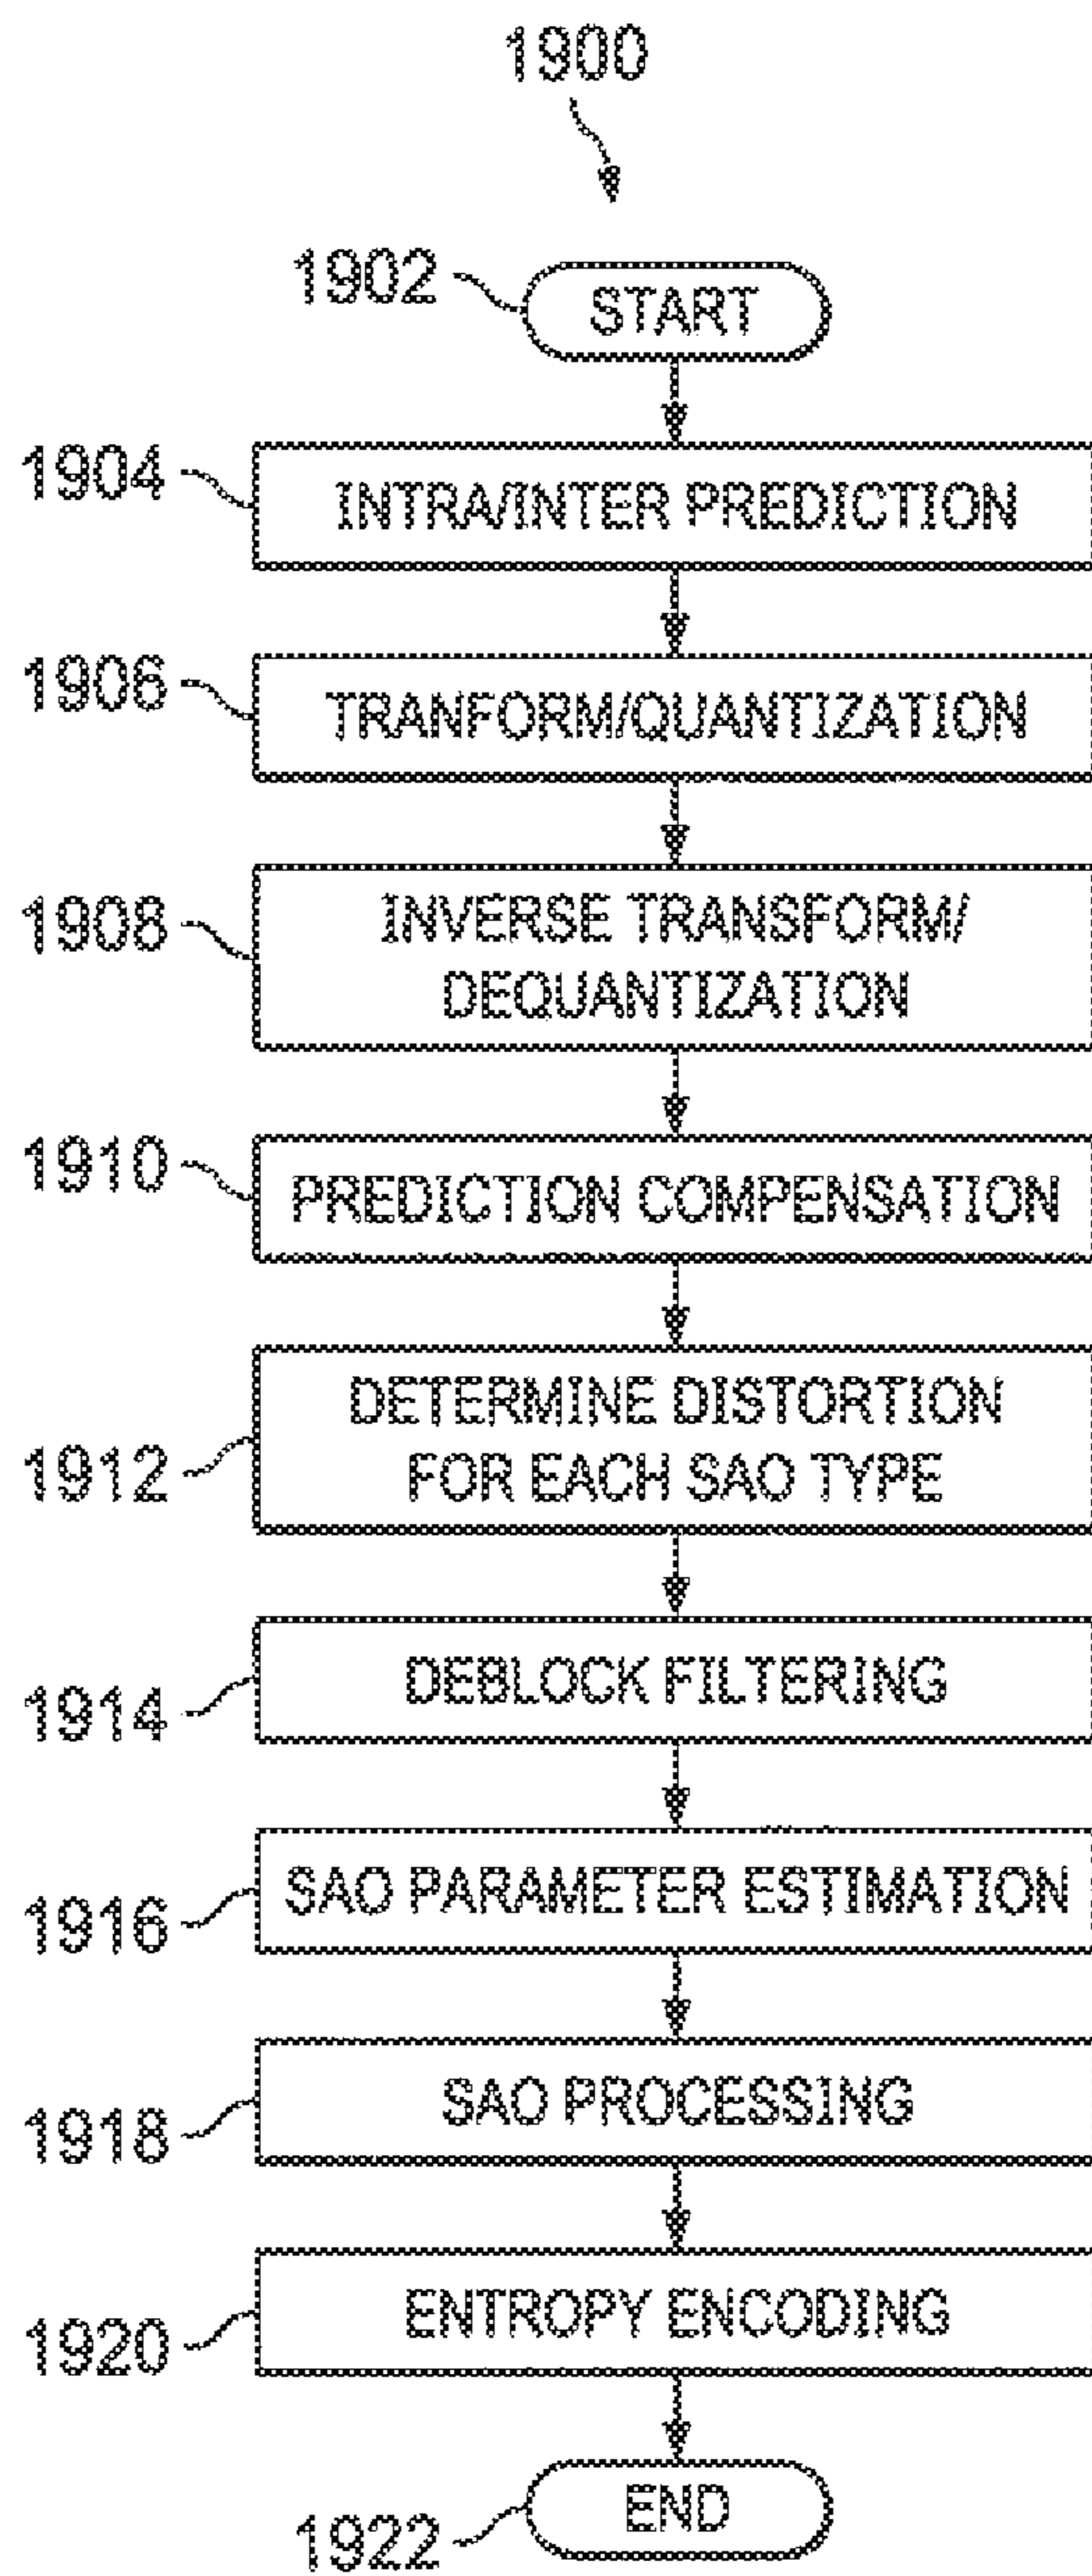 1900
1902
START
1904
INTRA/INTER PREDICTION
1906
TRANFORM/QUANTIZATION
1908
INVERSE TRANSFORM/
DEQUANTIZATION
1910
PREDICTION COMPENSATION
1912
DETERMINE DISTORTION
FOR EACH SAO TYPE
1914
DEBLOCK FILTERING
1916
SAO PARAMETER ESTIMATION
1918
SAO PROCESSING
1920
ENTROPY ENCODING
1922
END